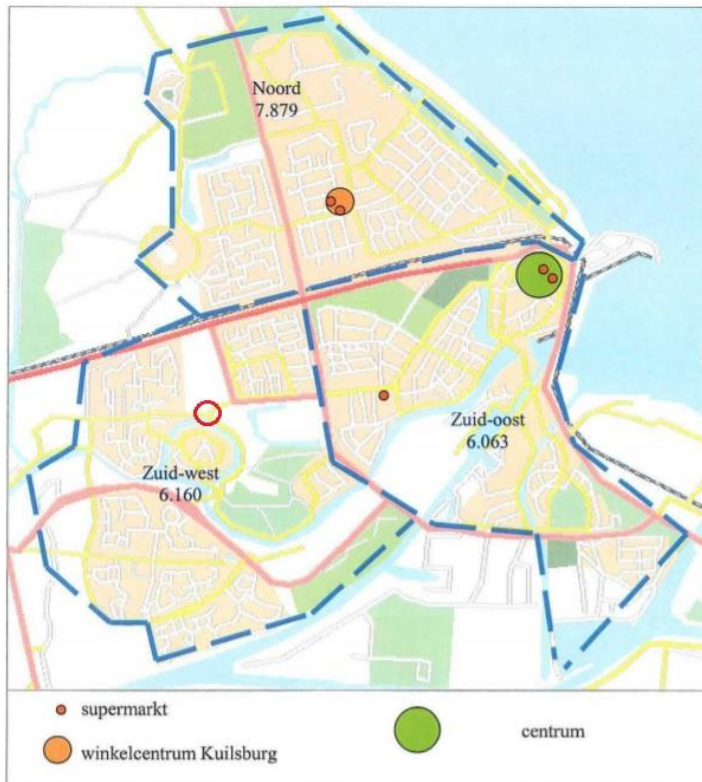 Noord
7.879
Zuid-oost
6.063
Zuid-west
6.160
supermarkt
centrum
winkelcentrum Kuilsburg